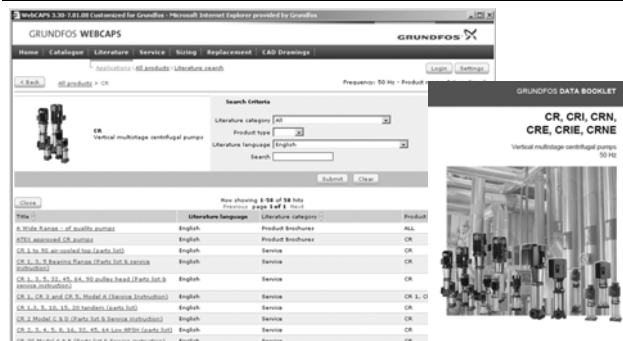 WebCAPS 3.30-7.01.08 Customized for Grundfos - Microsoft Internet Explorer provided by Grundfos
GRUNDFOS WEBCAPS
GRUNDFOS
Home Catalogue Literature Service Sizing Replacement CAD Drawings
Applications All products Literature search
Login Settings
< Back
All products > CR
Frequency: 50 Hz - Product
Search Criteria
Literature category All
Product type
Literature language English
Search
CR
Vertical multistage centrifugal pumps
Submit Clear
Close
Now showing 1-58 of 58 hits
Previous page 1 of 1 Next
Title Literature language Literature category Product
A Wide Range - of quality pumps English Product Brochures ALL
ATEX approved CR pumps English Product Brochures CR
CR 1 to 90 air-cooled top (parts list) English Service CR
CR 1, 3, 5 Bearing flange (Parts list & service instruction) English Service CR
CR 1, 3, 5, 32, 45, 64, 90 pulley head (Parts list & service instruction) English Service CR
CR 1, CR 3 and CR 5, Model A (Service Instruction) English Service CR 1, C
CR 1,3, 5, 10, 15, 20 tandem (parts list) English Service CR
CR 2 Model C & D (Parts list & Service instruction) English Service CR
CR 2, 3, 4, 5, 8, 16, 32, 45, 64 Low NPSH (parts list) English Service CR
GRUNDFOS DATA BOOKLET
CR, CRI, CRN,
CRE, CRIE, CRNE
Vertical multistage centrifugal pumps
50 Hz